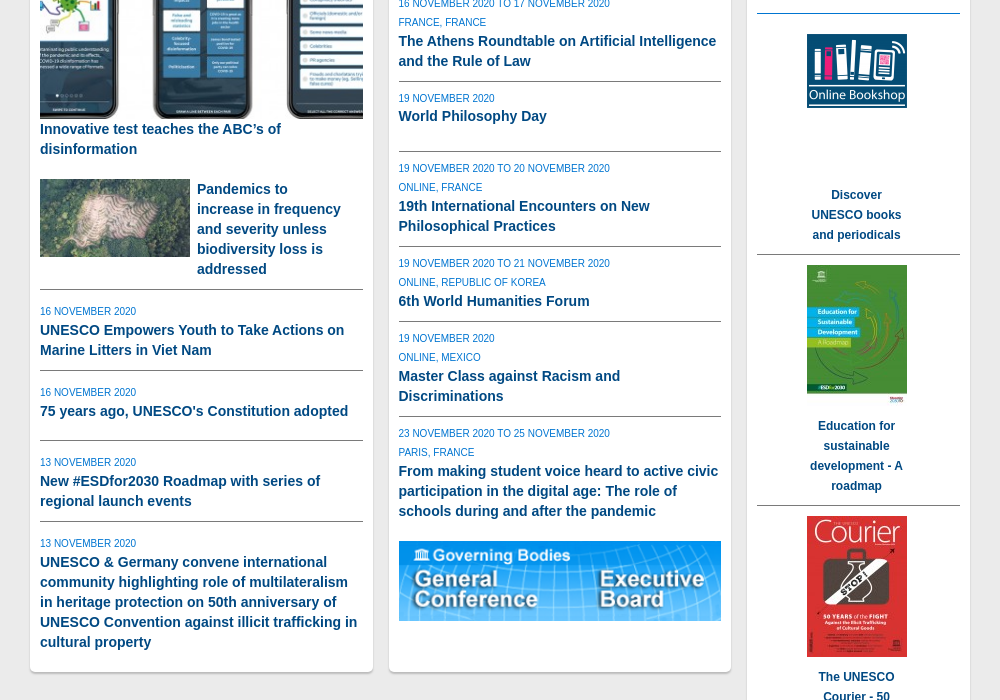 Innovative test teaches the ABC’s of
disinformation
Pandemics to
increase in frequency
and severity unless
biodiversity loss is
addressed
16 NOVEMBER 2020
UNESCO Empowers Youth to Take Actions on
Marine Litters in Viet Nam
16 NOVEMBER 2020
75 years ago, UNESCO's Constitution adopted
13 NOVEMBER 2020
New #ESDfor2030 Roadmap with series of
regional launch events
13 NOVEMBER 2020
UNESCO & Germany convene international
community highlighting role of multilateralism
in heritage protection on 50th anniversary of
UNESCO Convention against illicit trafficking in
cultural property
16 NOVEMBER 2020 TO 17 NOVEMBER 2020
FRANCE, FRANCE
The Athens Roundtable on Artificial Intelligence
and the Rule of Law
19 NOVEMBER 2020
World Philosophy Day
19 NOVEMBER 2020 TO 20 NOVEMBER 2020
ONLINE, FRANCE
19th International Encounters on New
Philosophical Practices
19 NOVEMBER 2020 TO 21 NOVEMBER 2020
ONLINE, REPUBLIC OF KOREA
6th World Humanities Forum
19 NOVEMBER 2020
ONLINE, MEXICO
Master Class against Racism and
Discriminations
23 NOVEMBER 2020 TO 25 NOVEMBER 2020
PARIS, FRANCE
From making student voice heard to active civic
participation in the digital age: The role of
schools during and after the pandemic
Governing Bodies
General Conference
Executive Board
Online Bookshop
Discover
UNESCO books
and periodicals
Education for
Sustainable
Development
A Roadmap
Education for
sustainable
development - A
roadmap
Courier
STOP
50 YEARS of the FIGHT
Against the Illicit Trafficking
of Cultural Goods
The UNESCO
Courier - 50